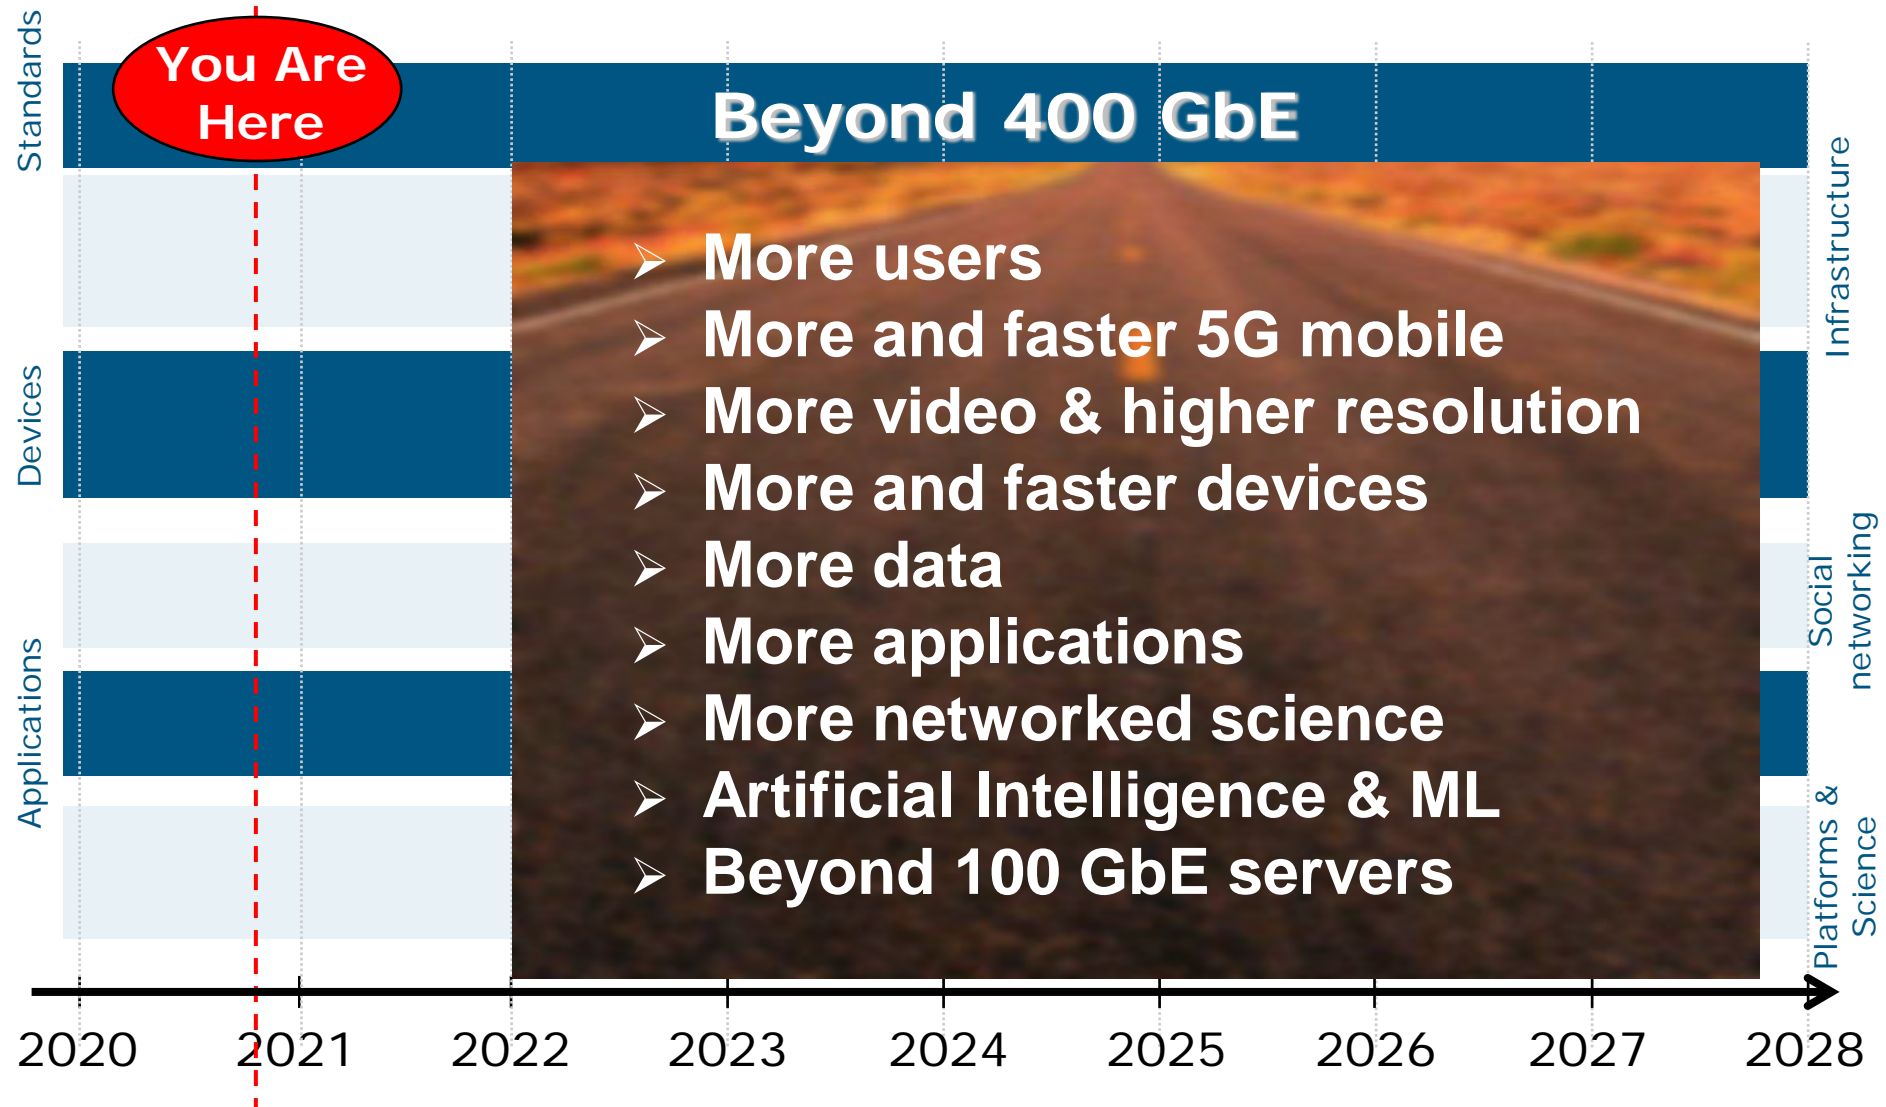 Standards
You Are
Here
Beyond 400 GbE
Infrastructure
➢ More users
➢ More and faster 5G mobile
➢ More video & higher resolution
Devices
➢ More and faster devices
➢ More data
Social
networking
➢ More applications
Applications
➢ More networked science
➢ Artificial Intelligence & ML
➢ Beyond 100 GbE servers
Platforms &
Science
2020 2021 2022 2023 2024 2025 2026 2027 2028